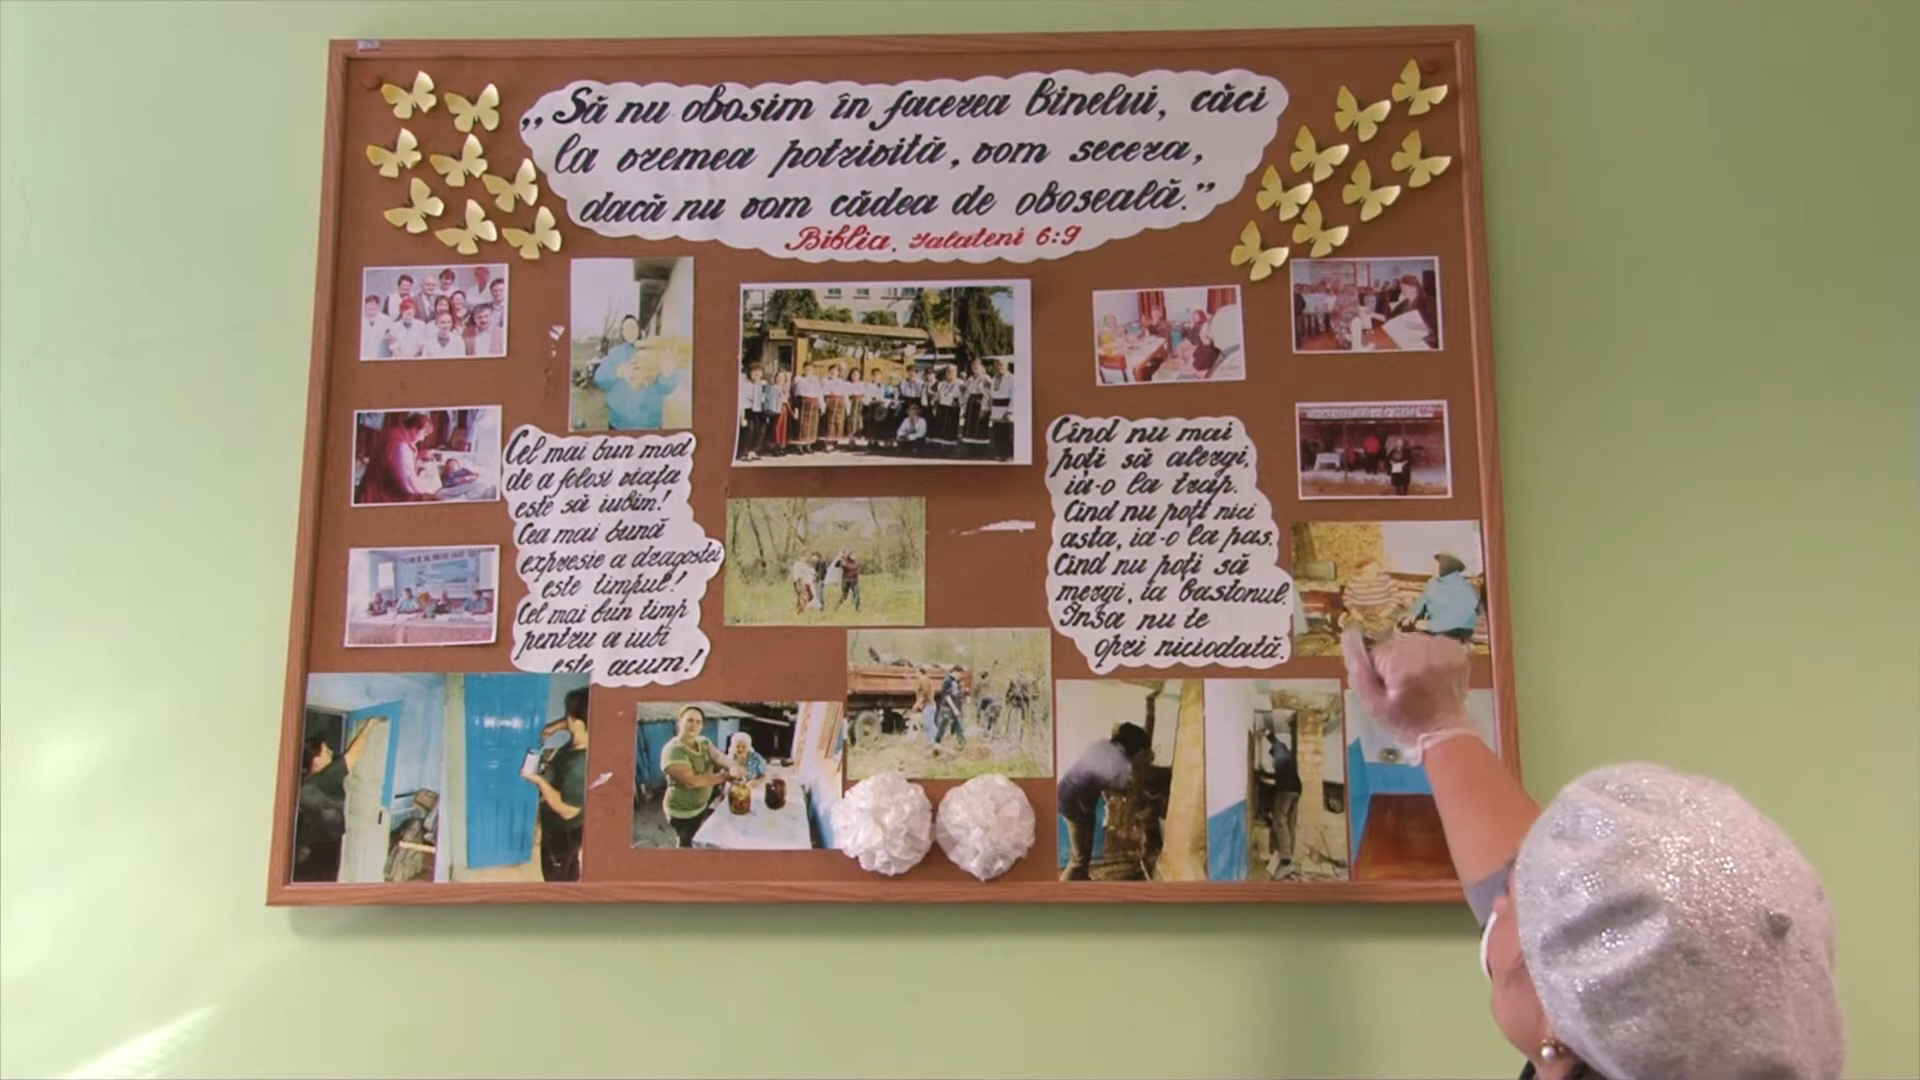 „Să nu obosim în facerea binelui, căci
la vremea potrivită, vom secera,
dacă nu vom cădea de oboseală."
Biblia, Galateni 6:9
Cel mai bun mod
de a folosi viața
este să iubim!
Cea mai bună
expresie a dragostei
este timpul!
Cel mai bun timp
pentru a iubi
este acum!
Cînd nu mai
poți să alergi,
ia-o la trap.
Cînd nu poți nici
asta, ia-o la pas.
Cînd nu poți să
mergi, ia bastonul.
Însă nu te
opri niciodată.